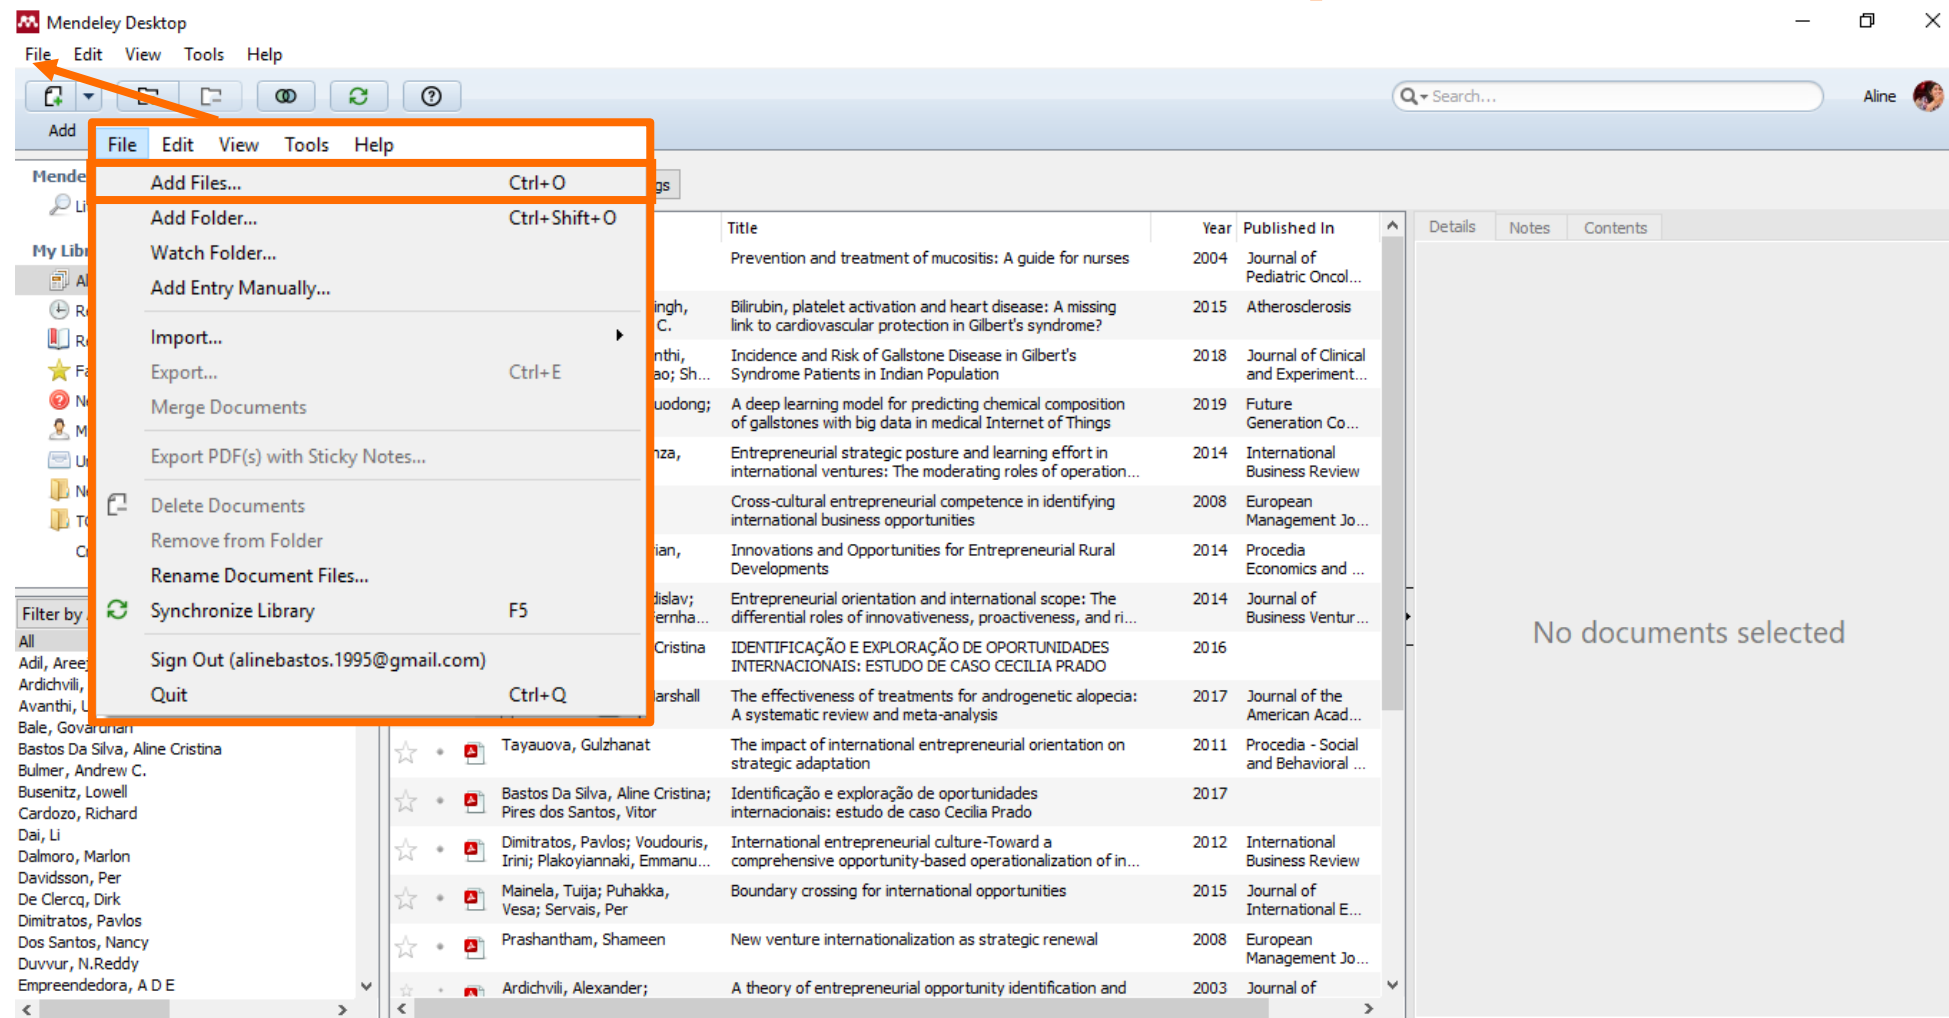 Mendeley Desktop
File Edit View Tools Help
Search...
Aline
Add
File Edit View Tools Help
Add Files... Ctrl+O
Add Folder... Ctrl+Shift+O
Watch Folder...
Add Entry Manually...
Import...
Export... Ctrl+E
Merge Documents
Export PDF(s) with Sticky Notes...
Delete Documents
Remove from Folder
Rename Document Files...
Synchronize Library F5
Sign Out (alinebastos.1995@gmail.com)
Quit Ctrl+Q
Filter by
All
Adil,
Ardichvili,
Avanthi,
Bale, Govardhan
Bastos Da Silva, Aline Cristina
Bulmer, Andrew C.
Busenitz, Lowell
Cardozo, Richard
Dai, Li
Dalmoro, Marlon
Davidsson, Per
De Clercq, Dirk
Dimitratos, Pavlos
Dos Santos, Nancy
Duvvur, N.Reddy
Empreendedora, A D E
Title Year Published In
Prevention and treatment of mucositis: A guide for nurses 2004 Journal of
Pediatric Oncol...
Bilirubin, platelet activation and heart disease: A missing 2015 Atherosclerosis
C. link to cardiovascular protection in Gilbert's syndrome?
Incidence and Risk of Gallstone Disease in Gilbert's 2018 Journal of Clinical
Sh... Syndrome Patients in Indian Population and Experiment...
A deep learning model for predicting chemical composition 2019 Future
of gallstones with big data in medical Internet of Things Generation Co...
Entrepreneurial strategic posture and learning effort in 2014 International
international ventures: The moderating roles of operation... Business Review
Cross-cultural entrepreneurial competence in identifying 2008 European
international business opportunities Management Jo...
Innovations and Opportunities for Entrepreneurial Rural 2014 Procedia
Developments Economics and ...
Entrepreneurial orientation and international scope: The 2014 Journal of
differential roles of innovativeness, proactiveness, and ri... Business Ventur...
Cristina IDENTIFICAÇÃO E EXPLORAÇÃO DE OPORTUNIDADES 2016
INTERNACIONAIS: ESTUDO DE CASO CECILIA PRADO
The effectiveness of treatments for androgenetic alopecia: 2017 Journal of the
A systematic review and meta-analysis American Acad...
Tayauova, Gulzhanat The impact of international entrepreneurial orientation on 2011 Procedia - Social
strategic adaptation and Behavioral ...
Bastos Da Silva, Aline Cristina; Identificação e exploração de oportunidades 2017
Pires dos Santos, Vitor internacionais: estudo de caso Cecilia Prado
Dimitratos, Pavlos; Voudouris, International entrepreneurial culture-Toward a 2012 International
Irini; Plakoyiannaki, Emmanu... comprehensive opportunity-based operationalization of in... Business Review
Mainela, Tuija; Puhakka, Boundary crossing for international opportunities 2015 Journal of
Vesa; Servais, Per International E...
Prashantham, Shameen New venture internationalization as strategic renewal 2008 European
Management Jo...
Ardichvili, Alexander; A theory of entrepreneurial opportunity identification and 2003 Journal of
Details Notes Contents
No documents selected